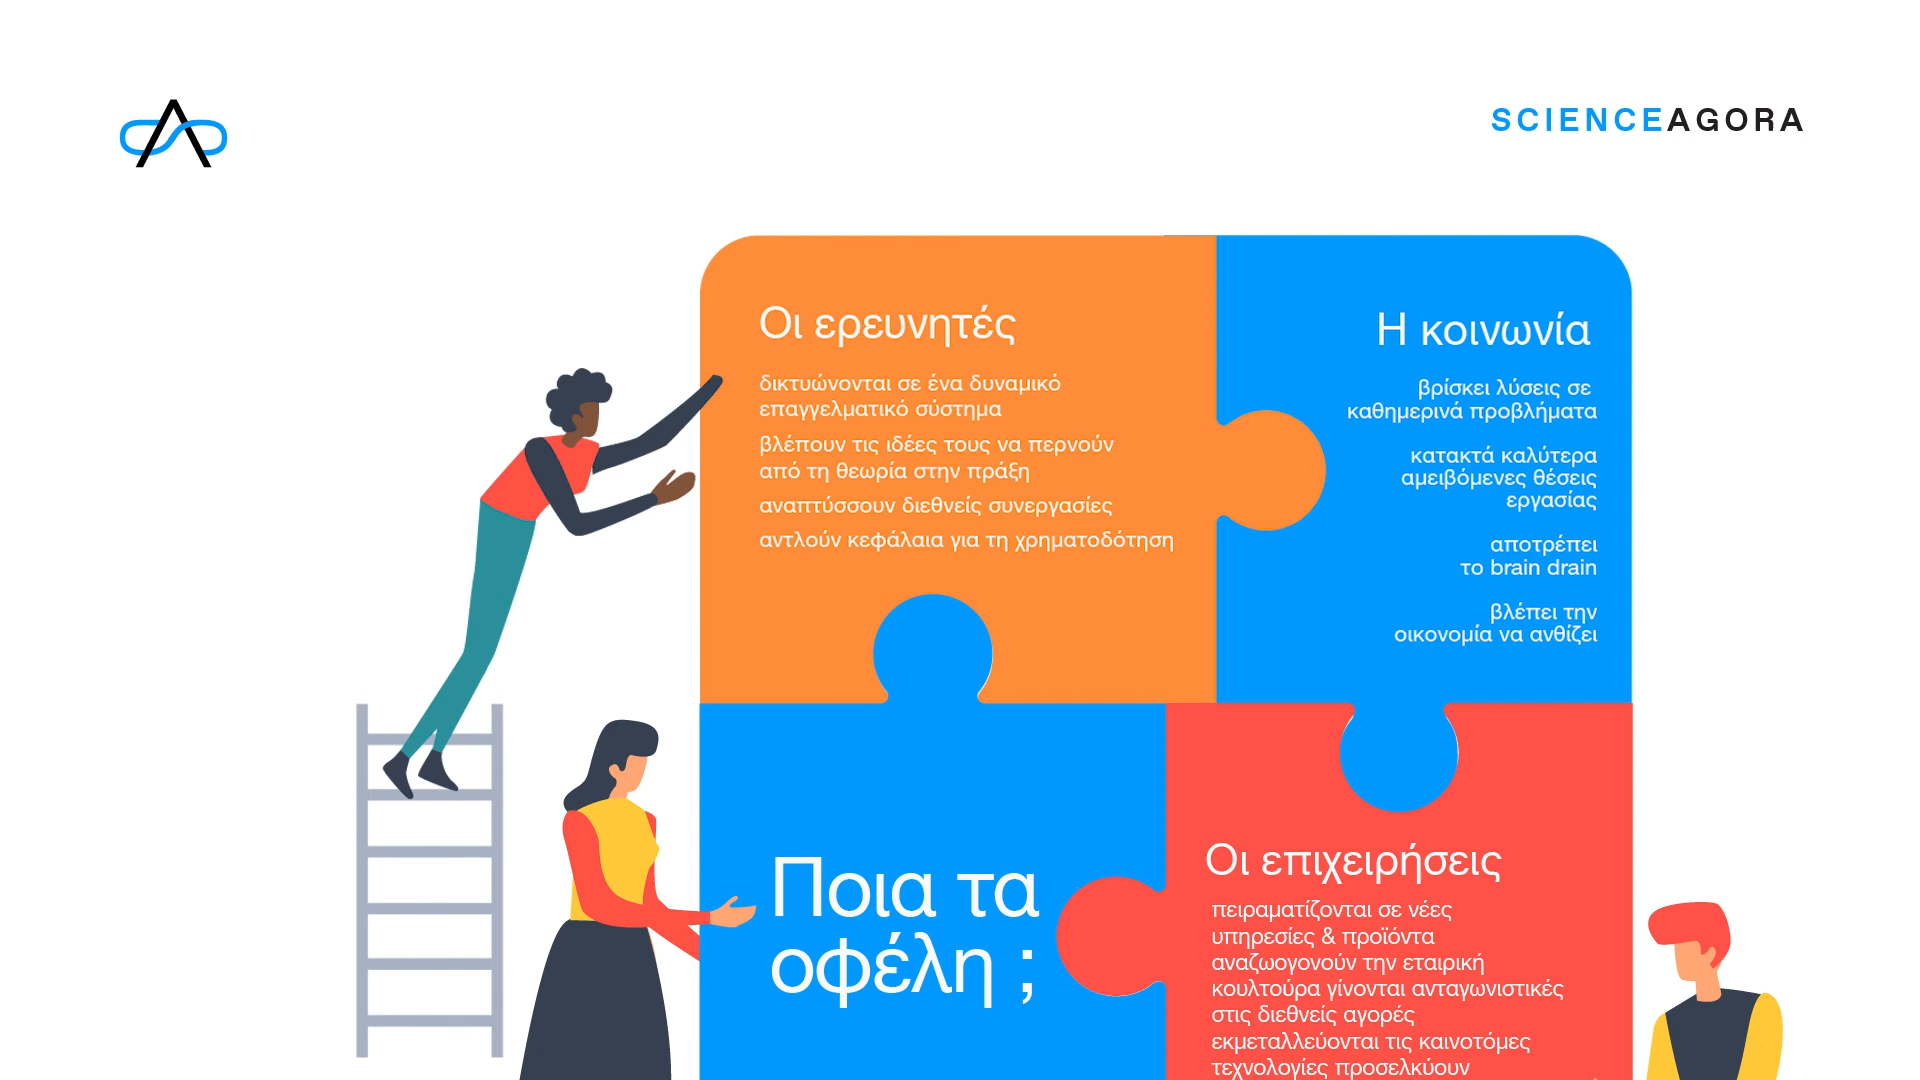 SCIENCEAGORA
Οι ερευνητές
δικτυώνονται σε ένα δυναμικό
επαγγελματικό σύστημα
βλέπουν τις ιδέες τους να περνούν
από τη θεωρία στην πράξη
αναπτύσσουν διεθνείς συνεργασίες
αντλούν κεφάλαια για τη χρηματοδότηση
Η κοινωνία
βρίσκει λύσεις σε
καθημερινά προβλήματα
κατακτά καλύτερα
αμειβόμενες θέσεις
εργασίας
αποτρέπει
το brain drain
βλέπει την
οικονομία να ανθίζει
Ποια τα
οφέλη ;
Οι επιχειρήσεις
πειραματίζονται σε νέες
υπηρεσίες & προϊόντα
αναζωογονούν την εταιρική
κουλτούρα γίνονται ανταγωνιστικές
στις διεθνείς αγορές
εκμεταλλεύονται τις καινοτόμες
τεχνολογίες προσελκύουν